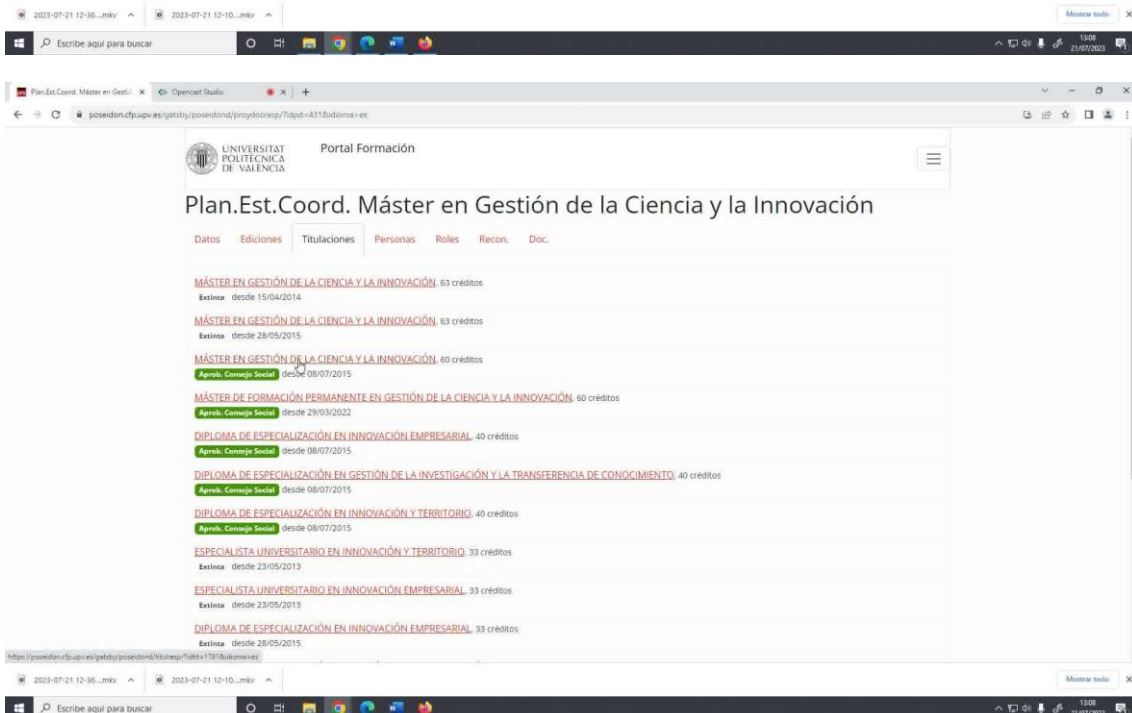 2023-07-21 12-36...mkv 2023-07-21 12-10...mkv Mostrar todo
Escribe aquí para buscar 13:08
21/07/2023
Plan.Est.Coord. Máster en Gesti Opencast Studio
poseidon.cfp.upv.es/gatsby/poseidond/proydocresp/?idpd=431&idioma=es
UNIVERSITAT
POLITÈCNICA
DE VALÈNCIA
Portal Formación
Plan.Est.Coord. Máster en Gestión de la Ciencia y la Innovación
Datos Ediciones Titulaciones Personas Roles Recon. Doc.
MÁSTER EN GESTIÓN DE LA CIENCIA Y LA INNOVACIÓN, 63 créditos
Extinta desde 15/04/2014
MÁSTER EN GESTIÓN DE LA CIENCIA Y LA INNOVACIÓN, 63 créditos
Extinta desde 28/05/2015
MÁSTER EN GESTIÓN DE LA CIENCIA Y LA INNOVACIÓN, 60 créditos
Aprob. Consejo Social desde 08/07/2015
MÁSTER DE FORMACIÓN PERMANENTE EN GESTIÓN DE LA CIENCIA Y LA INNOVACIÓN, 60 créditos
Aprob. Consejo Social desde 29/03/2022
DIPLOMA DE ESPECIALIZACIÓN EN INNOVACIÓN EMPRESARIAL, 40 créditos
Aprob. Consejo Social desde 08/07/2015
DIPLOMA DE ESPECIALIZACIÓN EN GESTIÓN DE LA INVESTIGACIÓN Y LA TRANSFERENCIA DE CONOCIMIENTO, 40 créditos
Aprob. Consejo Social desde 08/07/2015
DIPLOMA DE ESPECIALIZACIÓN EN INNOVACIÓN Y TERRITORIO, 40 créditos
Aprob. Consejo Social desde 08/07/2015
ESPECIALISTA UNIVERSITARIO EN INNOVACIÓN Y TERRITORIO, 33 créditos
Extinta desde 23/05/2013
ESPECIALISTA UNIVERSITARIO EN INNOVACIÓN EMPRESARIAL, 33 créditos
Extinta desde 23/05/2013
DIPLOMA DE ESPECIALIZACIÓN EN INNOVACIÓN EMPRESARIAL, 33 créditos
Extinta desde 28/05/2015
2023-07-21 12-36...mkv 2023-07-21 12-10...mkv Mostrar todo
Escribe aquí para buscar 13:08
21/07/2023